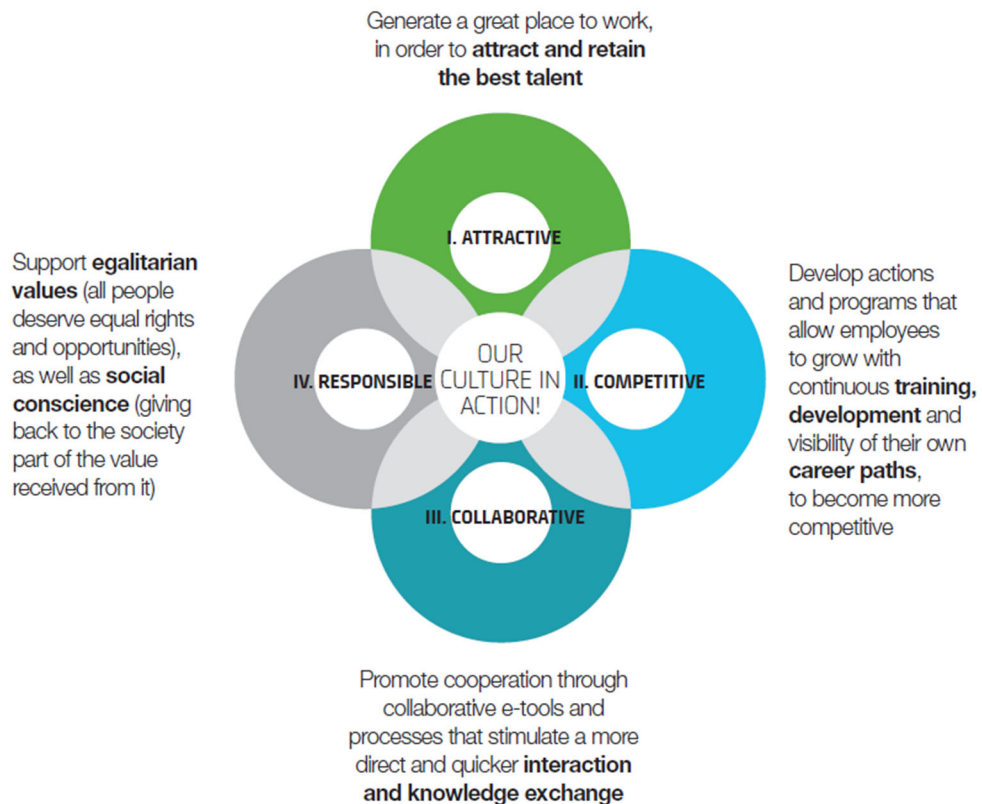 Generate a great place to work,
in order to attract and retain
the best talent
I. ATTRACTIVE
Support egalitarian
values (all people
deserve equal rights
and opportunities),
as well as social
conscience (giving
back to the society
part of the value
received from it)
IV. RESPONSIBLE
OUR
CULTURE IN
ACTION!
II. COMPETITIVE
Develop actions
and programs that
allow employees
to grow with
continuous training,
development and
visibility of their own
career paths,
to become more
competitive
III. COLLABORATIVE
Promote cooperation through
collaborative e-tools and
processes that stimulate a more
direct and quicker interaction
and knowledge exchange